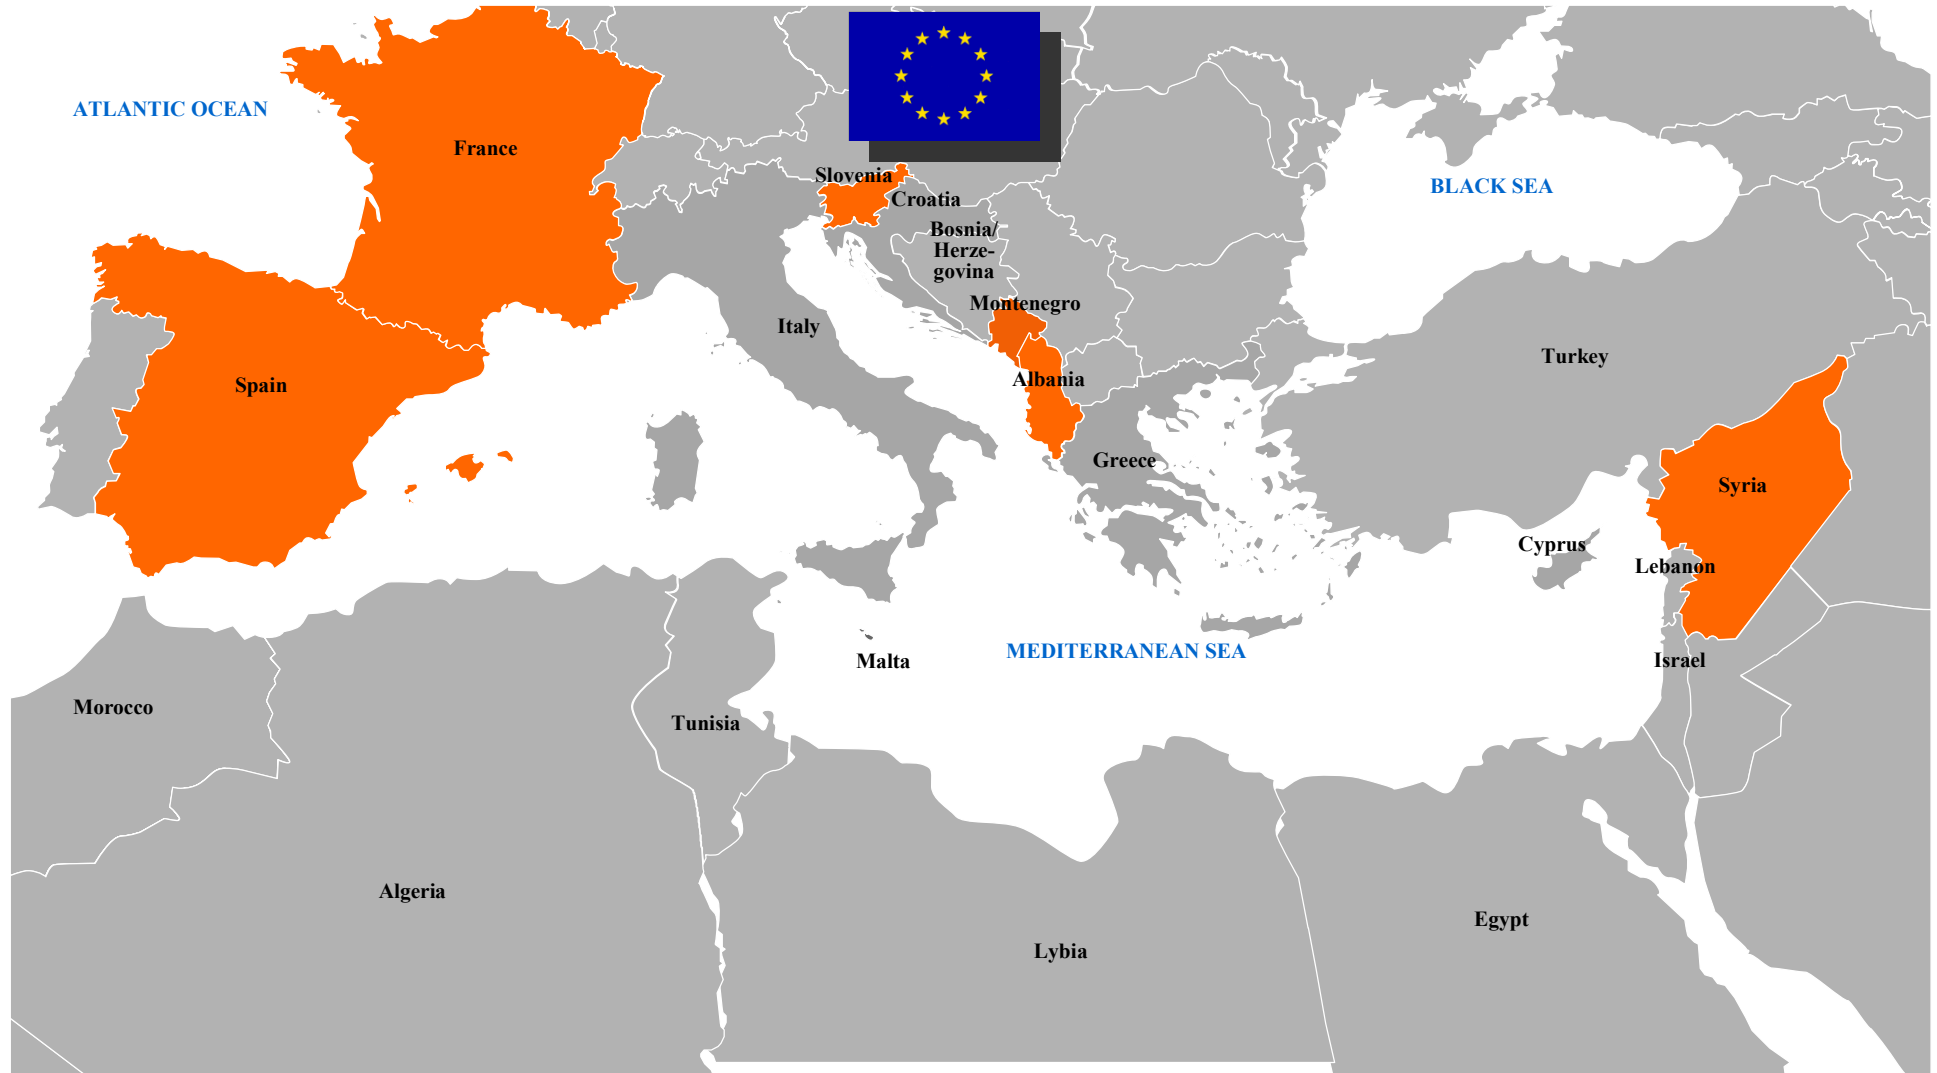 ATLANTIC OCEAN
France
Slovenia
Croatia
BLACK SEA
Bosnia/
Herze-
govina
Montenegro
Italy
Turkey
Spain
Albania
Greece
Syria
Cyprus
Lebanon
MEDITERRANEAN SEA
Malta
Israel
Morocco
Tunisia
Algeria
Egypt
Lybia